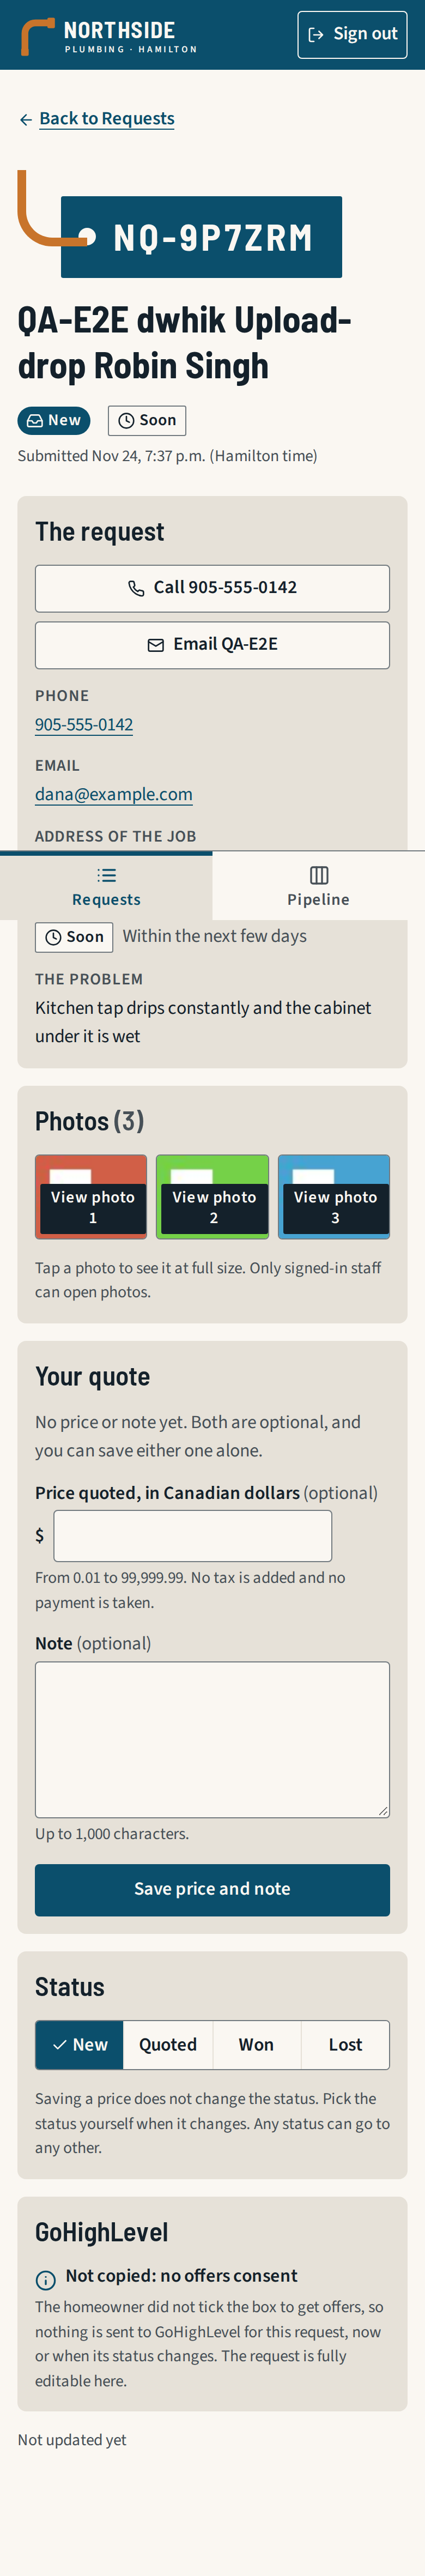 NORTHSIDE
PLUMBING · HAMILTON
Sign out
Back to Requests
NQ-9P7ZRM
QA-E2E dwhik Upload-
drop Robin Singh
New
Soon
Submitted Nov 24, 7:37 p.m. (Hamilton time)
The request
Call 905-555-0142
Email QA-E2E
PHONE
905-555-0142
EMAIL
dana@example.com
ADDRESS OF THE JOB
Requests
Pipeline
Soon Within the next few days
THE PROBLEM
Kitchen tap drips constantly and the cabinet
under it is wet
Photos (3)
View photo
1
View photo
2
View photo
3
Tap a photo to see it at full size. Only signed-in staff
can open photos.
Your quote
No price or note yet. Both are optional, and
you can save either one alone.
Price quoted, in Canadian dollars (optional)
$
From 0.01 to 99,999.99. No tax is added and no
payment is taken.
Note (optional)
Up to 1,000 characters.
Save price and note
Status
New
Quoted
Won
Lost
Saving a price does not change the status. Pick the
status yourself when it changes. Any status can go to
any other.
GoHighLevel
Not copied: no offers consent
The homeowner did not tick the box to get offers, so
nothing is sent to GoHighLevel for this request, now
or when its status changes. The request is fully
editable here.
Not updated yet